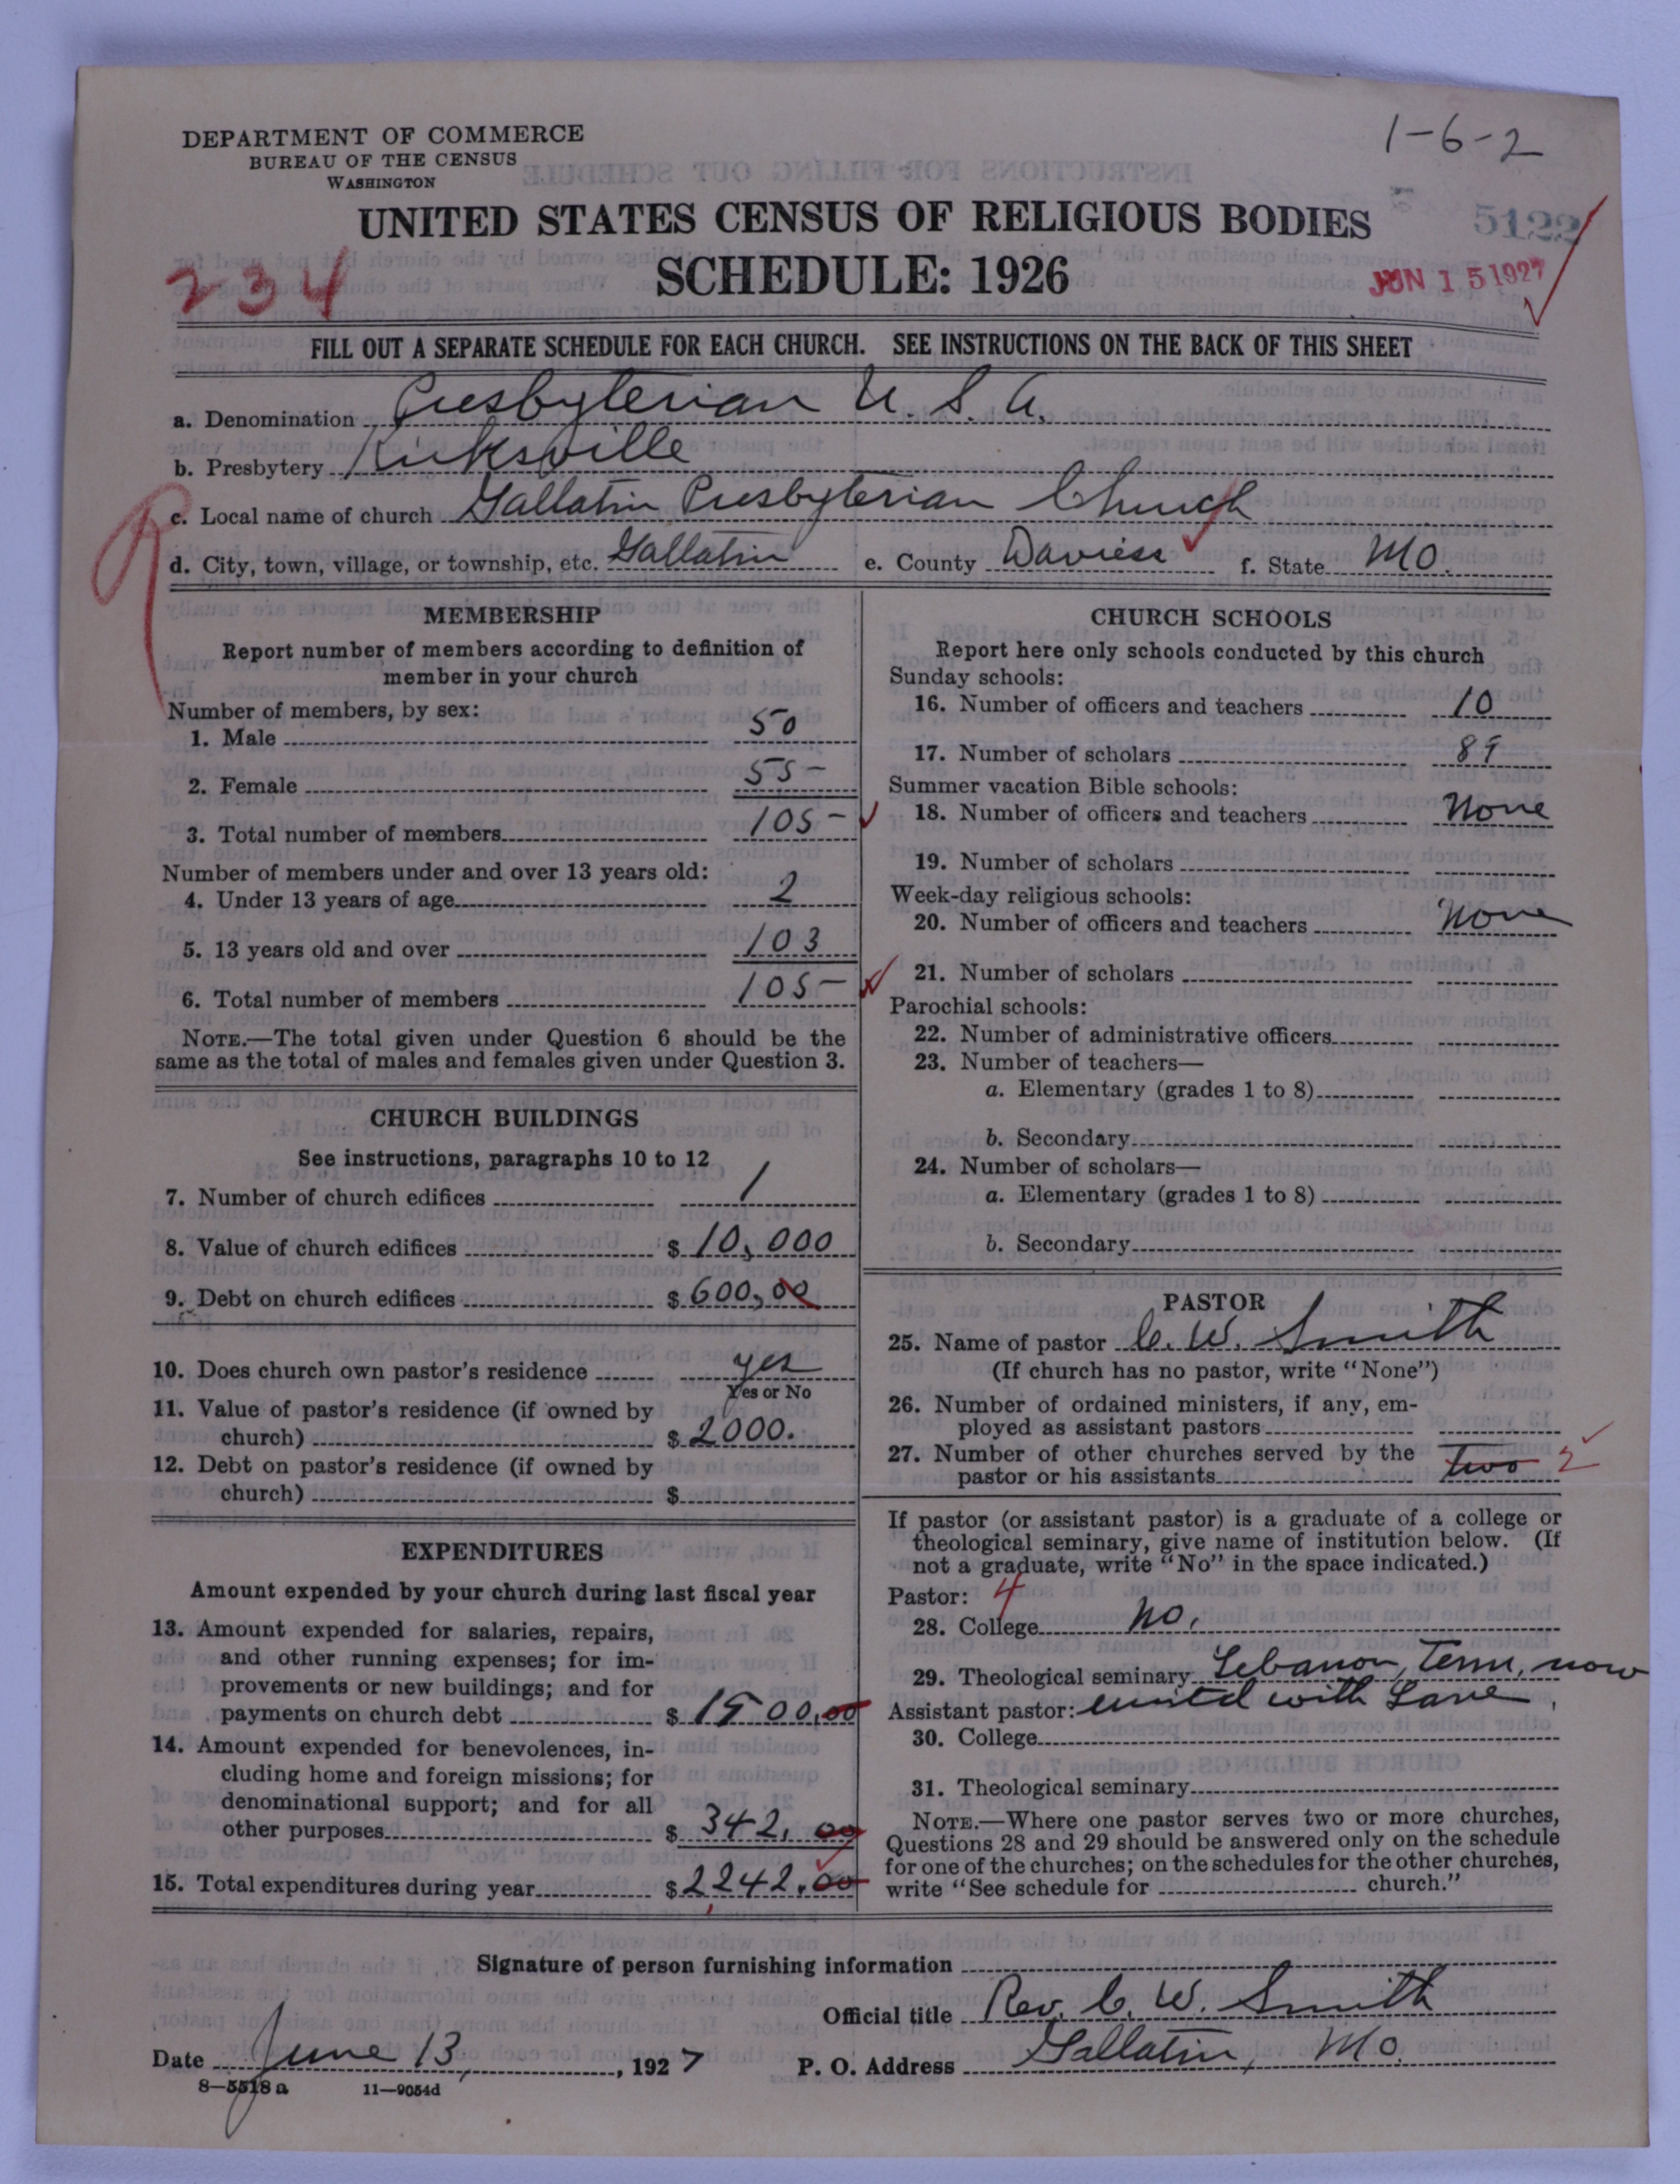 1-6-2
DEPARTMENT OF COMMERCE
BUREAU OF THE CENSUS
WASHINGTON
UNITED STATES CENSUS OF RELIGIOUS BODIES
5122
SCHEDULE: 1926
234
JUN 15 1927
FILL OUT A SEPARATE SCHEDULE FOR EACH CHURCH. SEE INSTRUCTIONS ON THE BACK OF THIS SHEET
a. Denomination Presbyterian U. S. A.
b. Presbytery Kirksville
c. Local name of church Gallatin Presbyterian Church
d. City, town, village, or township, etc. Gallatin e. County Daviess f. State Mo.
MEMBERSHIP
Report number of members according to definition of
member in your church
Number of members, by sex:
1. Male 50
2. Female 55
3. Total number of members 105
Number of members under and over 13 years old:
4. Under 13 years of age 2
5. 13 years old and over 103
6. Total number of members 105
NOTE.—The total given under Question 6 should be the
same as the total of males and females given under Question 3.
CHURCH BUILDINGS
See instructions, paragraphs 10 to 12
7. Number of church edifices 1
8. Value of church edifices $ 10,000
9. Debt on church edifices $ 600,00
10. Does church own pastor's residence yes
Yes or No
11. Value of pastor's residence (if owned by
church) $ 2000.
12. Debt on pastor's residence (if owned by
church) $
EXPENDITURES
Amount expended by your church during last fiscal year
13. Amount expended for salaries, repairs,
and other running expenses; for im-
provements or new buildings; and for
payments on church debt $ 1900,00
14. Amount expended for benevolences, in-
cluding home and foreign missions; for
denominational support; and for all
other purposes $ 342,00
15. Total expenditures during year $ 2242.00
CHURCH SCHOOLS
Report here only schools conducted by this church
Sunday schools:
16. Number of officers and teachers 10
17. Number of scholars 89
Summer vacation Bible schools:
18. Number of officers and teachers None
19. Number of scholars
Week-day religious schools:
20. Number of officers and teachers None
21. Number of scholars
Parochial schools:
22. Number of administrative officers
23. Number of teachers—
a. Elementary (grades 1 to 8)
b. Secondary
24. Number of scholars—
a. Elementary (grades 1 to 8)
b. Secondary
PASTOR
25. Name of pastor C. W. Smith
(If church has no pastor, write "None")
26. Number of ordained ministers, if any, em-
ployed as assistant pastors
27. Number of other churches served by the
pastor or his assistants two 2
If pastor (or assistant pastor) is a graduate of a college or
theological seminary, give name of institution below. (If
not a graduate, write "No" in the space indicated.)
Pastor: 4
28. College No.
29. Theological seminary Lebanon, Tenn, now
Assistant pastor: united with Lane
30. College
31. Theological seminary
NOTE.—Where one pastor serves two or more churches,
Questions 28 and 29 should be answered only on the schedule
for one of the churches; on the schedules for the other churches,
write "See schedule for church."
Signature of person furnishing information
Official title Rev. C. W. Smith
Date June 13, 1927 P. O. Address Gallatin, Mo.
8—5518 a 11—9054d